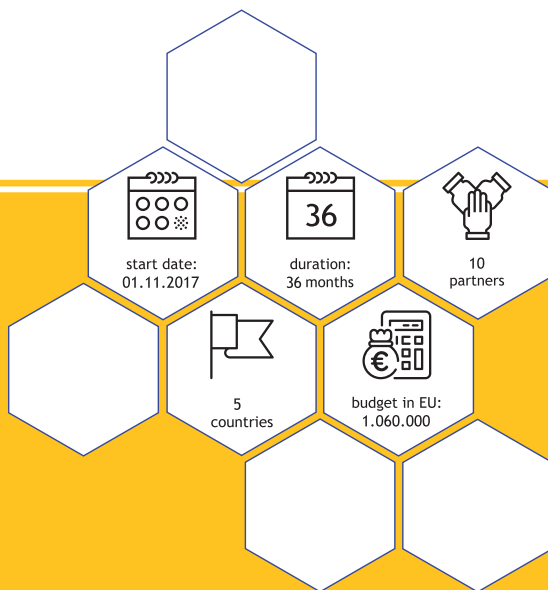 36
start date:
01.11.2017
duration:
36 months
10
partners
5
countries
€
budget in EU:
1.060.000